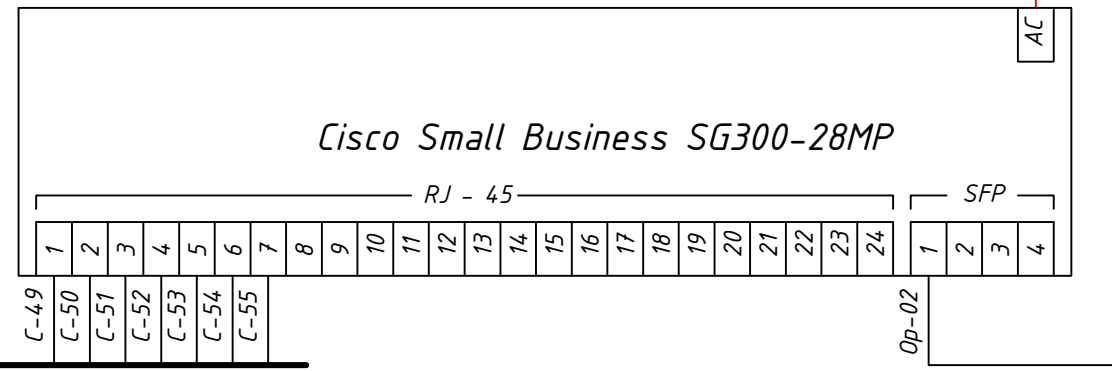 AC
Cisco Small Business SG300-28MP
RJ - 45 SFP
1 2 3 4 5 6 7 8 9 10 11 12 13 14 15 16 17 18 19 20 21 22 23 24 1 2 3 4
C-49 C-50 C-51 C-52 C-53 C-54 C-55 Op-02